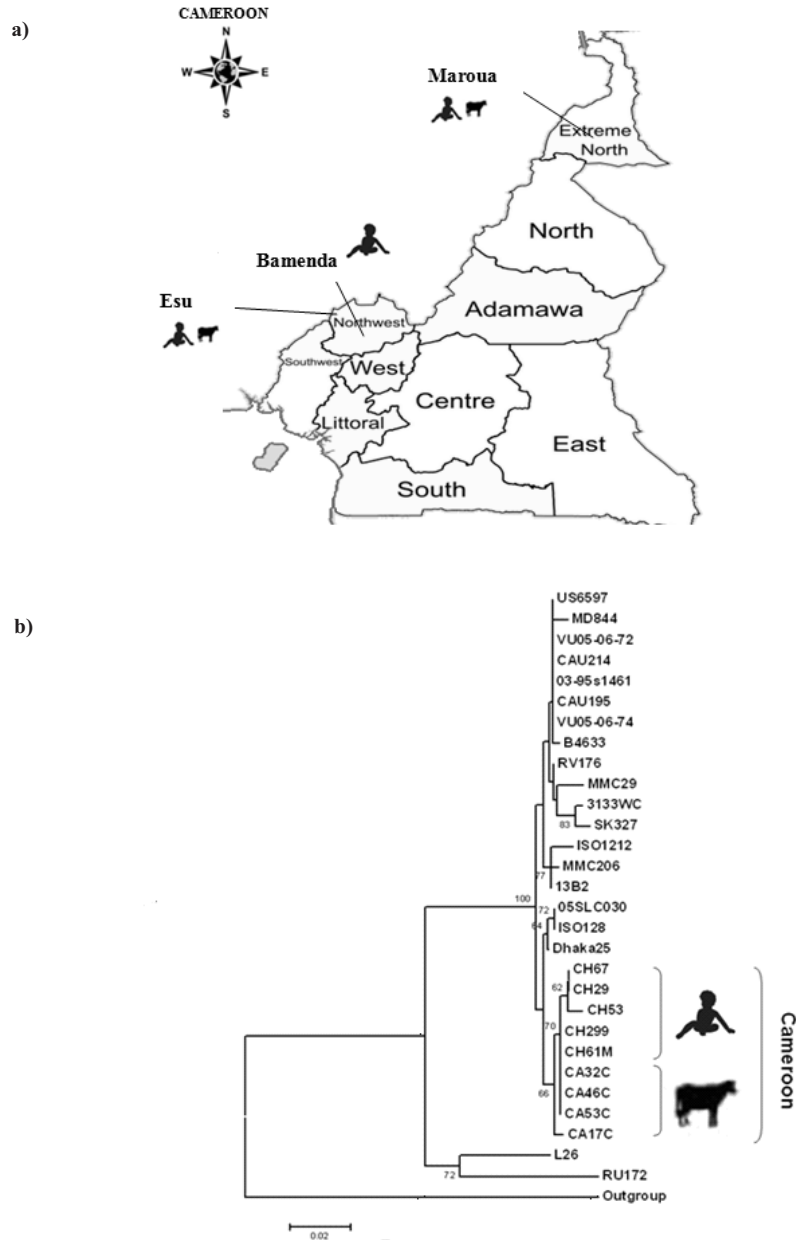 CAMEROON
a)
N
W
E
S
Maroua
Extreme
North
North
Bamenda
Esu
Adamawa
Northwest
Southwest
West
Centre
Littoral
East
South
b)
US6597
MD844
VU05-06-72
CAU214
03-95s1461
CAU195
VU05-06-74
B4633
RV176
MMC29
3133WC
83
SK327
ISO1212
MMC206
77
13B2
100
72
05SLC030
64
ISO128
Dhaka25
CH67
62
CH29
CH53
70
CH299
CH61M
CA32C
66
CA46C
CA53C
CA17C
Cameroon
L26
72
RU172
Outgroup
0.02